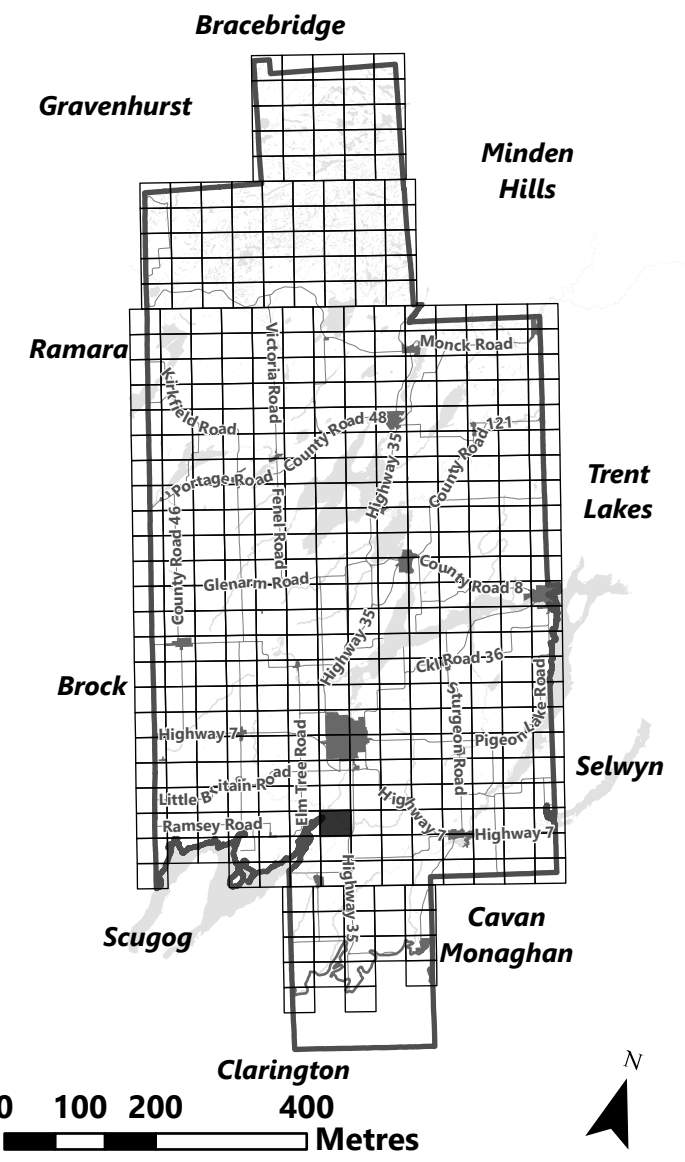 Bracebridge
Gravenhurst
Minden
Hills
Ramara
Monck Road
Victoria Road
Kirkfield Road
County Road 48
County Road 121
Highway 35
Portage Road
Trent
Lakes
Fenel Road
County Road 46
Glenarm Road
County Road 8
Highway 35
Ckl Road 36
Brock
Sturgeon Road
Pigeon Lake Road
Highway 7
Elm Tree Road
Selwyn
Little Britain Road
Highway 7
Ramsey Road
Highway 7
Highway 35
Scugog
Cavan
Monaghan
Clarington
N
0 100 200 400
Metres